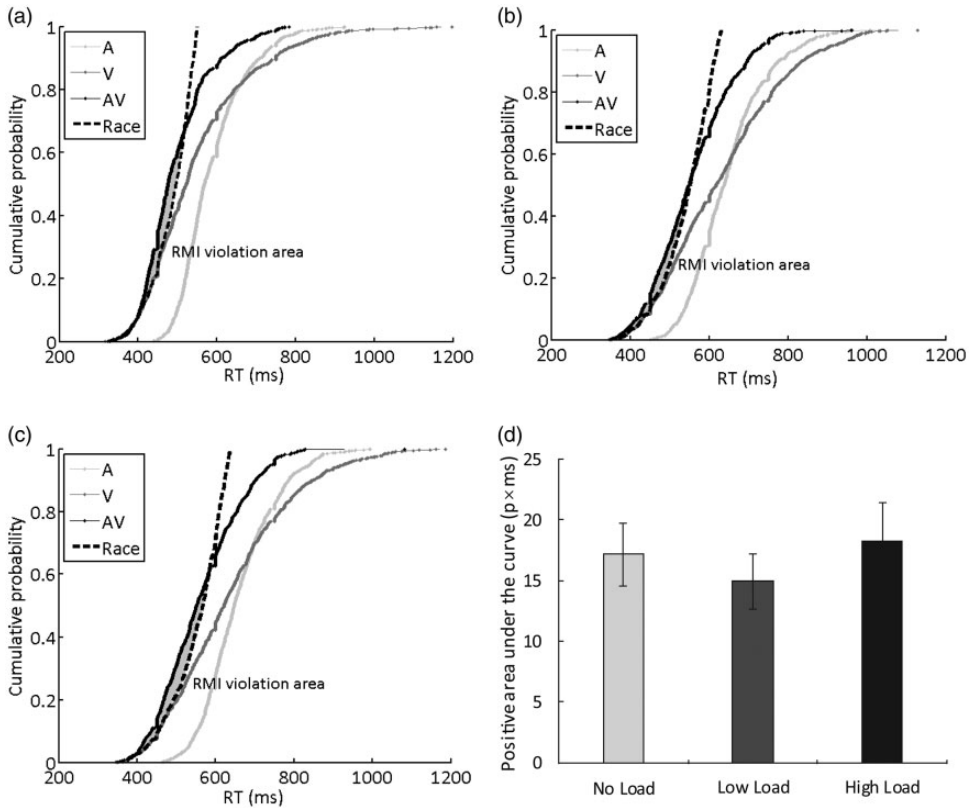 (a)
A
V
AV
Race
Cumulative probability
1
0.8
0.6
0.4
0.2
0
RMI violation area
200 400 600 800 1000 1200
RT (ms)
(b)
A
V
AV
Race
Cumulative probability
1
0.8
0.6
0.4
0.2
0
RMI violation area
200 400 600 800 1000 1200
RT (ms)
(c)
A
V
AV
Race
Cumulative probability
1
0.8
0.6
0.4
0.2
0
RMI violation area
200 400 600 800 1000 1200
RT (ms)
(d)
Positive area under the curve (p×ms)
25
20
15
10
5
0
No Load Low Load High Load